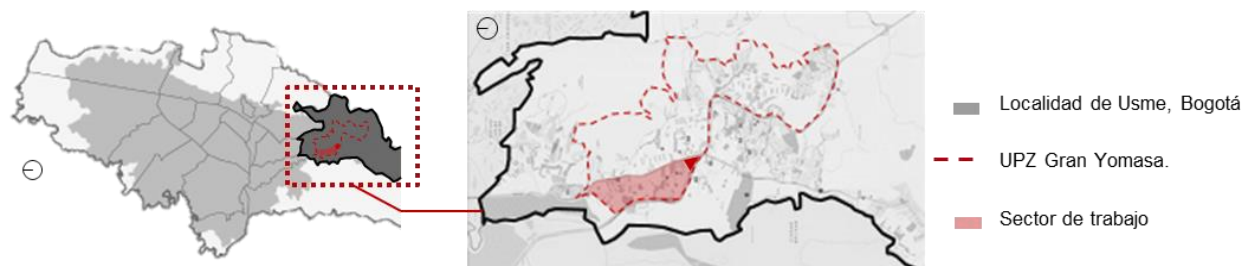 Localidad de Usme, Bogotá
UPZ Gran Yomasa.
Sector de trabajo